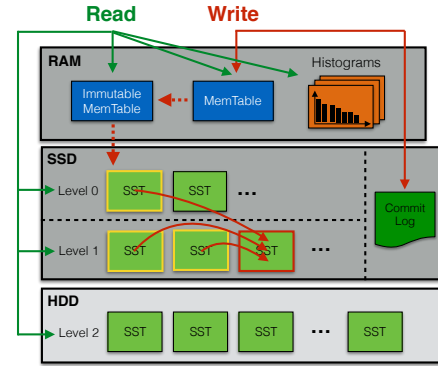 Read Write
RAM
Histograms
Immutable
MemTable
MemTable
SSD
Level 0 SST SST ...
Commit
Log
Level 1 SST SST SST ...
HDD
Level 2 SST SST SST ... SST